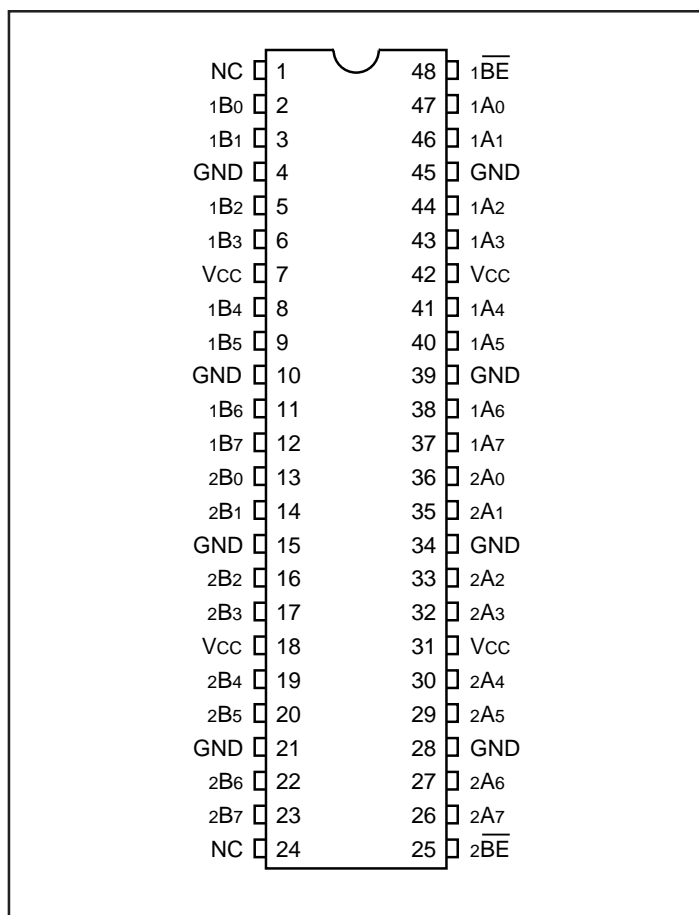 NC 1 48 1B̅E̅
1B0 2 47 1A0
1B1 3 46 1A1
GND 4 45 GND
1B2 5 44 1A2
1B3 6 43 1A3
VCC 7 42 VCC
1B4 8 41 1A4
1B5 9 40 1A5
GND 10 39 GND
1B6 11 38 1A6
1B7 12 37 1A7
2B0 13 36 2A0
2B1 14 35 2A1
GND 15 34 GND
2B2 16 33 2A2
2B3 17 32 2A3
VCC 18 31 VCC
2B4 19 30 2A4
2B5 20 29 2A5
GND 21 28 GND
2B6 22 27 2A6
2B7 23 26 2A7
NC 24 25 2B̅E̅